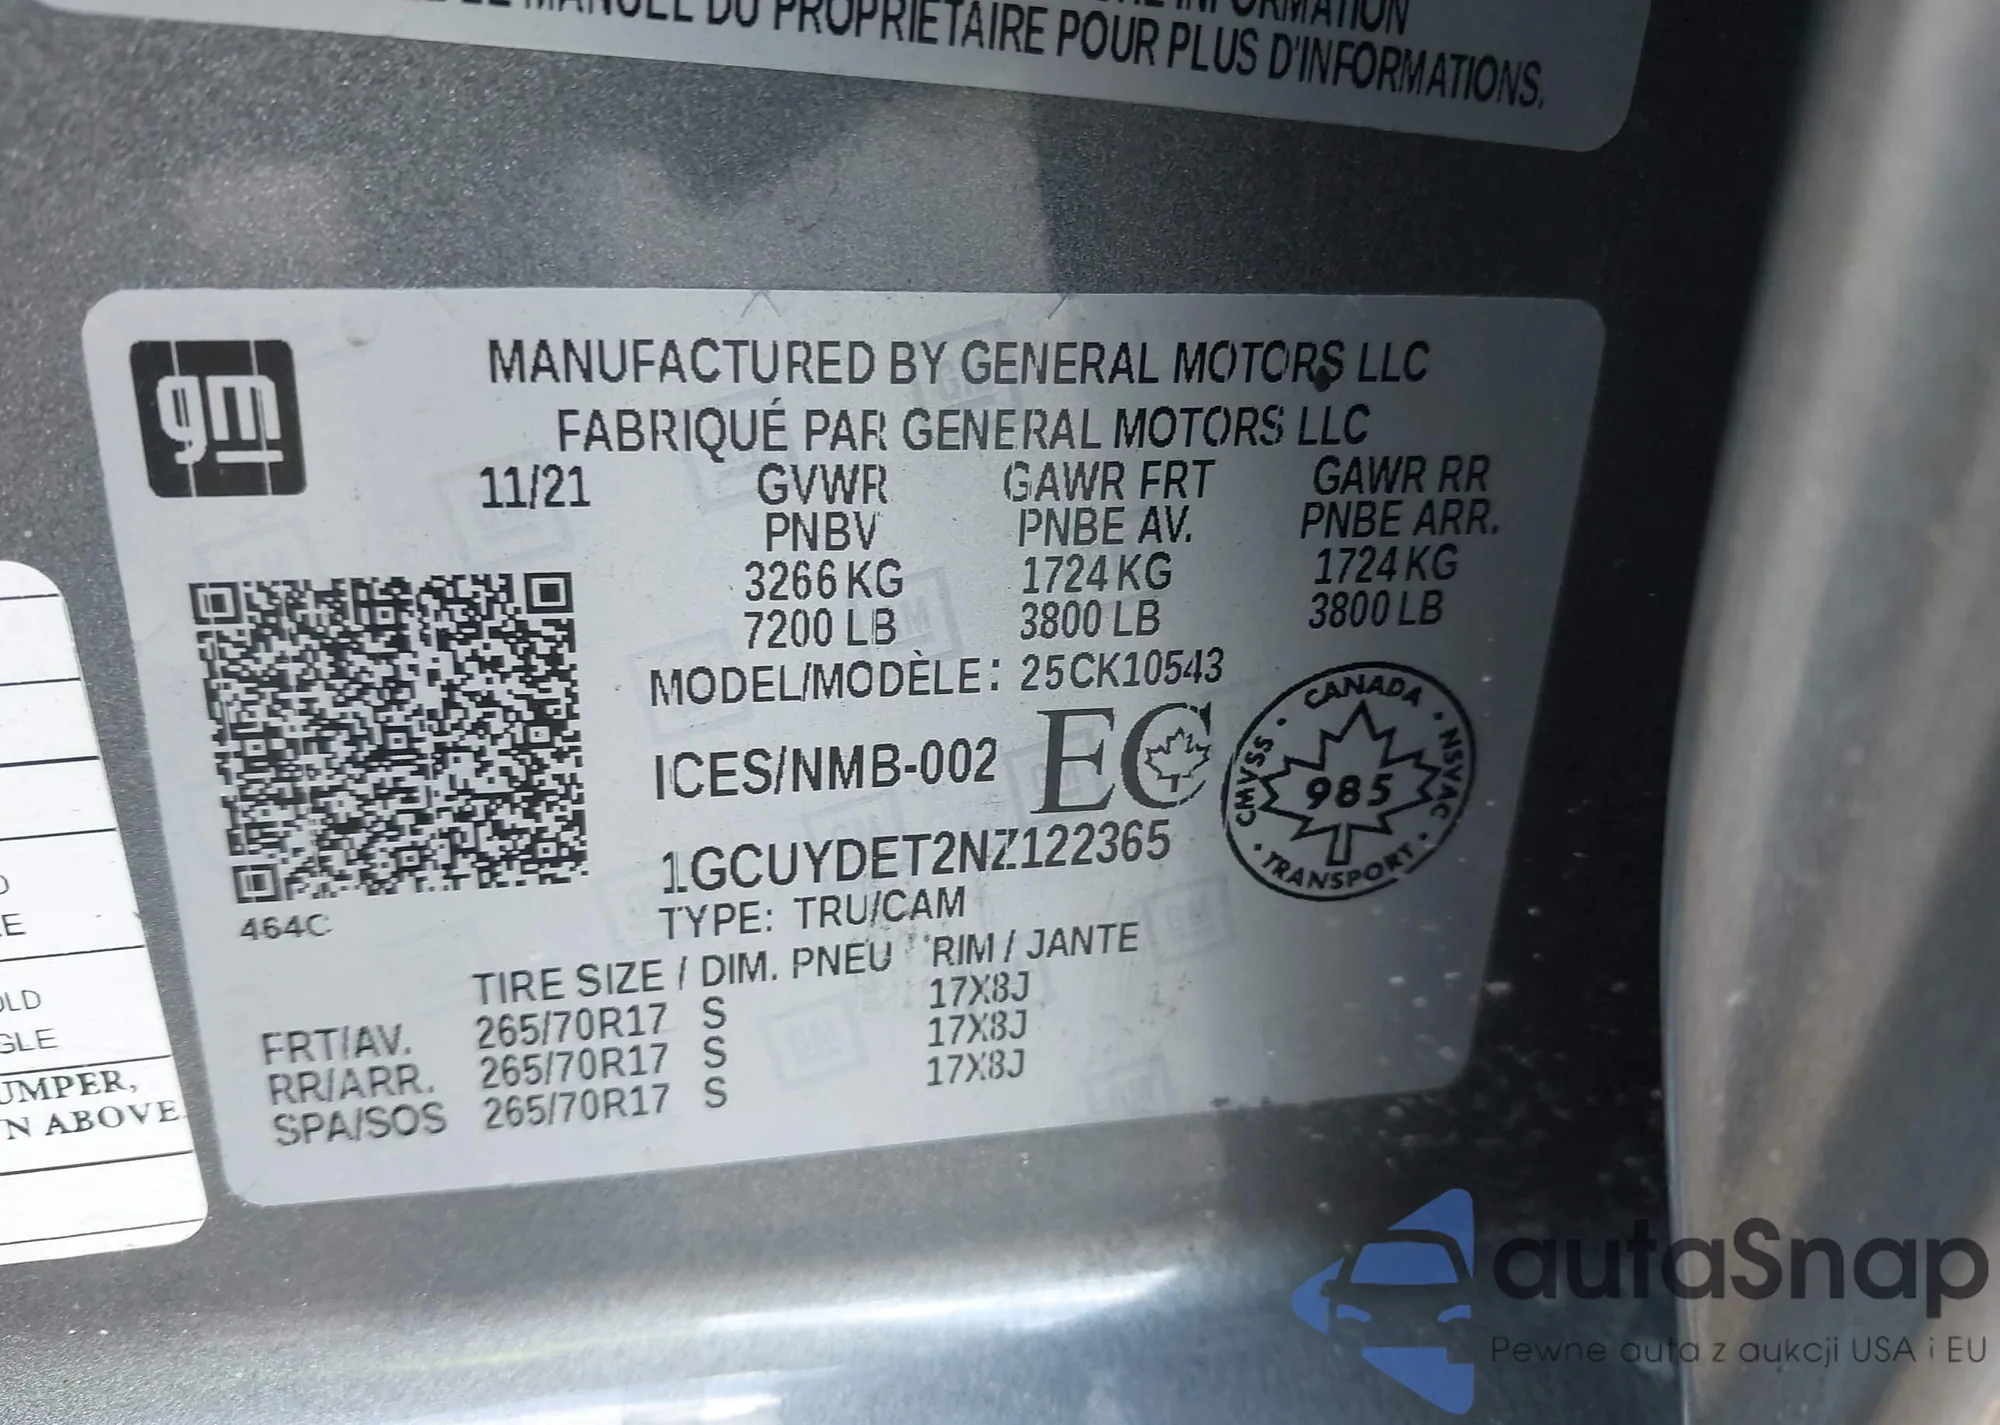 LE MANUEL DU PROPRIÉTAIRE POUR PLUS D'INFORMATIONS.
gm
MANUFACTURED BY GENERAL MOTORS LLC
FABRIQUÉ PAR GENERAL MOTORS LLC
11/21 GVWR GAWR FRT GAWR RR
PNBV PNBE AV. PNBE ARR.
3266 KG 1724 KG 1724 KG
7200 LB 3800 LB 3800 LB
MODEL/MODÈLE: 25CK10543
ICES/NMB-002 EC
CANADA · NSVAC · TRANSPORT · CMVSS ·
985
1GCUYDET2NZ122365
464C
TYPE: TRU/CAM
TIRE SIZE / DIM. PNEU RIM / JANTE
FRT/AV. 265/70R17 S 17X8J
RR/ARR. 265/70R17 S 17X8J
SPA/SOS 265/70R17 S 17X8J
ABOVE
autaSnap
Pewne auta z aukcji USA i EU